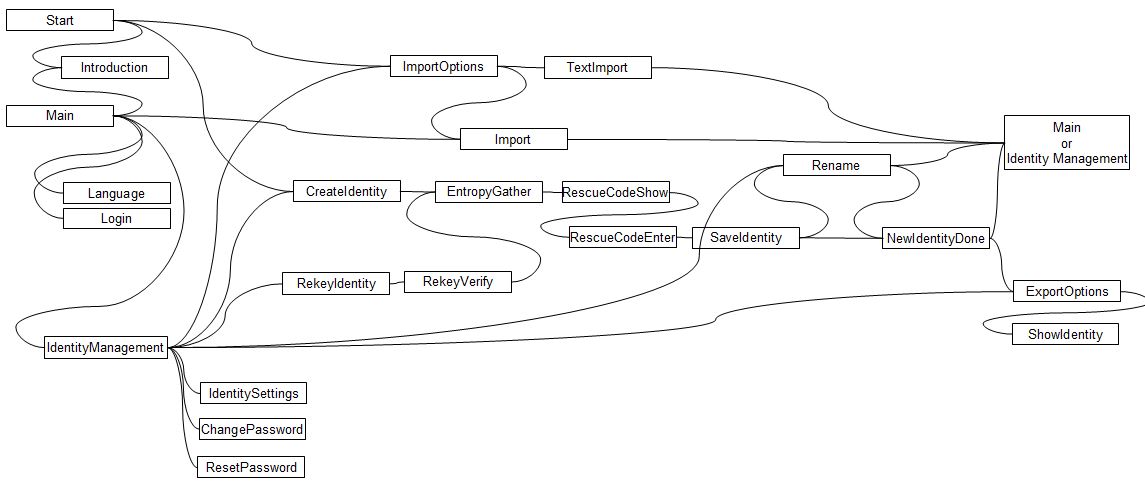 Start
ImportOptions
TextImport
Introduction
Main
Import
Main
or
Identity Management
Rename
Language
CreateIdentity
EntropyGather
RescueCodeShow
Login
RescueCodeEnter
SaveIdentity
NewIdentityDone
RekeyIdentity
RekeyVerify
ExportOptions
IdentityManagement
ShowIdentity
IdentitySettings
ChangePassword
ResetPassword